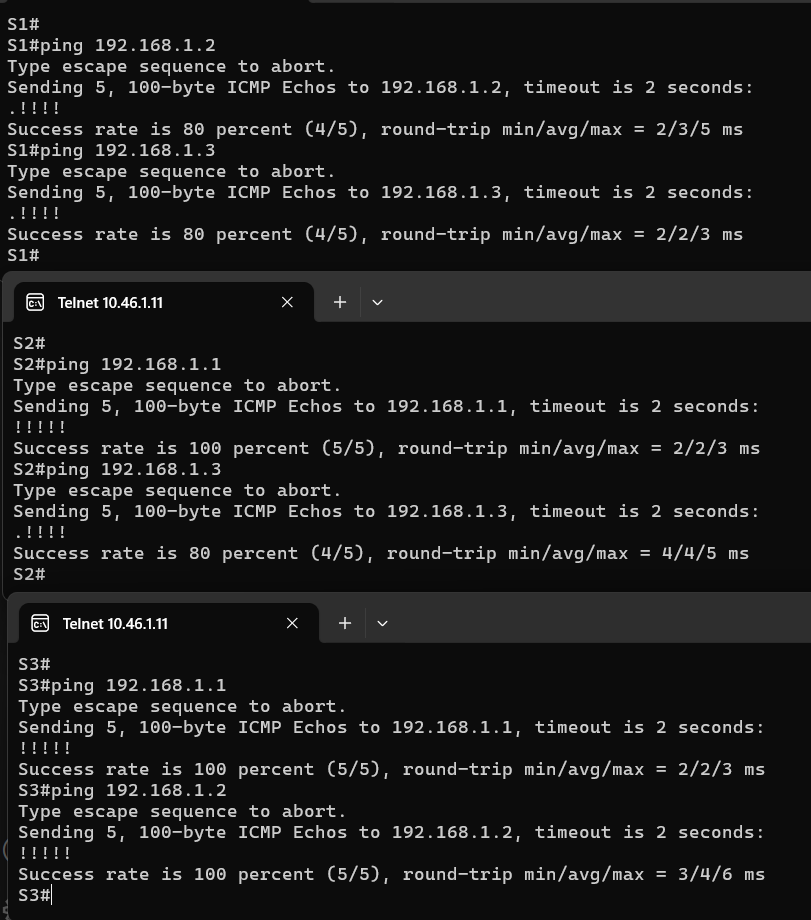 S1#
S1#ping 192.168.1.2
Type escape sequence to abort.
Sending 5, 100-byte ICMP Echos to 192.168.1.2, timeout is 2 seconds:
.!!!!
Success rate is 80 percent (4/5), round-trip min/avg/max = 2/3/5 ms
S1#ping 192.168.1.3
Type escape sequence to abort.
Sending 5, 100-byte ICMP Echos to 192.168.1.3, timeout is 2 seconds:
.!!!!
Success rate is 80 percent (4/5), round-trip min/avg/max = 2/2/3 ms
S1#
Telnet 10.46.1.11
S2#
S2#ping 192.168.1.1
Type escape sequence to abort.
Sending 5, 100-byte ICMP Echos to 192.168.1.1, timeout is 2 seconds:
!!!!!
Success rate is 100 percent (5/5), round-trip min/avg/max = 2/2/3 ms
S2#ping 192.168.1.3
Type escape sequence to abort.
Sending 5, 100-byte ICMP Echos to 192.168.1.3, timeout is 2 seconds:
.!!!!
Success rate is 80 percent (4/5), round-trip min/avg/max = 4/4/5 ms
S2#
Telnet 10.46.1.11
S3#
S3#ping 192.168.1.1
Type escape sequence to abort.
Sending 5, 100-byte ICMP Echos to 192.168.1.1, timeout is 2 seconds:
!!!!!
Success rate is 100 percent (5/5), round-trip min/avg/max = 2/2/3 ms
S3#ping 192.168.1.2
Type escape sequence to abort.
Sending 5, 100-byte ICMP Echos to 192.168.1.2, timeout is 2 seconds:
!!!!!
Success rate is 100 percent (5/5), round-trip min/avg/max = 3/4/6 ms
S3#